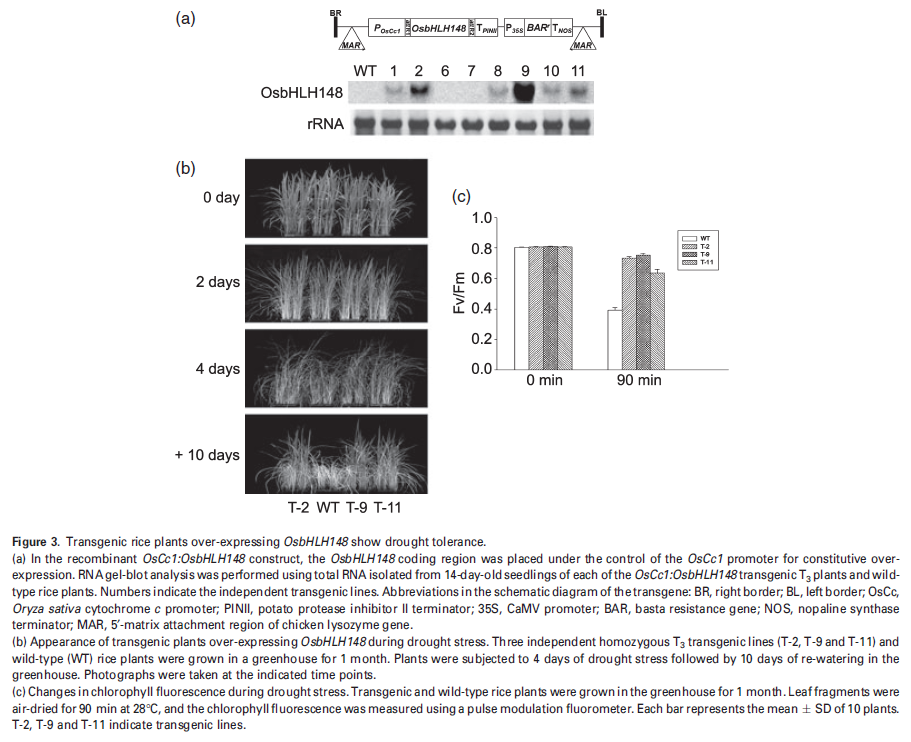 (a)
BR BL
P OsCc1 OsbHLH148 T PINII P 35S BAR r T NOS
MAR MAR
WT 1 2 6 7 8 9 10 11
OsbHLH148
rRNA
(b)
0 day
2 days
4 days
+ 10 days
T-2 WT T-9 T-11
(c)
1.0
0.8
0.6
0.4
0.2
0.0
Fv/Fm
0 min 90 min
WT
T-2
T-9
T-11
Figure 3. Transgenic rice plants over-expressing OsbHLH148 show drought tolerance.
(a) In the recombinant OsCc1:OsbHLH148 construct, the OsbHLH148 coding region was placed under the control of the OsCc1 promoter for constitutive over-
expression. RNA gel-blot analysis was performed using total RNA isolated from 14-day-old seedlings of each of the OsCc1:OsbHLH148 transgenic T3 plants and wild-
type rice plants. Numbers indicate the independent transgenic lines. Abbreviations in the schematic diagram of the transgene: BR, right border; BL, left border; OsCc,
Oryza sativa cytochrome c promoter; PINII, potato protease inhibitor II terminator; 35S, CaMV promoter; BAR, basta resistance gene; NOS, nopaline synthase
terminator; MAR, 5′-matrix attachment region of chicken lysozyme gene.
(b) Appearance of transgenic plants over-expressing OsbHLH148 during drought stress. Three independent homozygous T3 transgenic lines (T-2, T-9 and T-11) and
wild-type (WT) rice plants were grown in a greenhouse for 1 month. Plants were subjected to 4 days of drought stress followed by 10 days of re-watering in the
greenhouse. Photographs were taken at the indicated time points.
(c) Changes in chlorophyll fluorescence during drought stress. Transgenic and wild-type rice plants were grown in the greenhouse for 1 month. Leaf fragments were
air-dried for 90 min at 28°C, and the chlorophyll fluorescence was measured using a pulse modulation fluorometer. Each bar represents the mean ± SD of 10 plants.
T-2, T-9 and T-11 indicate transgenic lines.